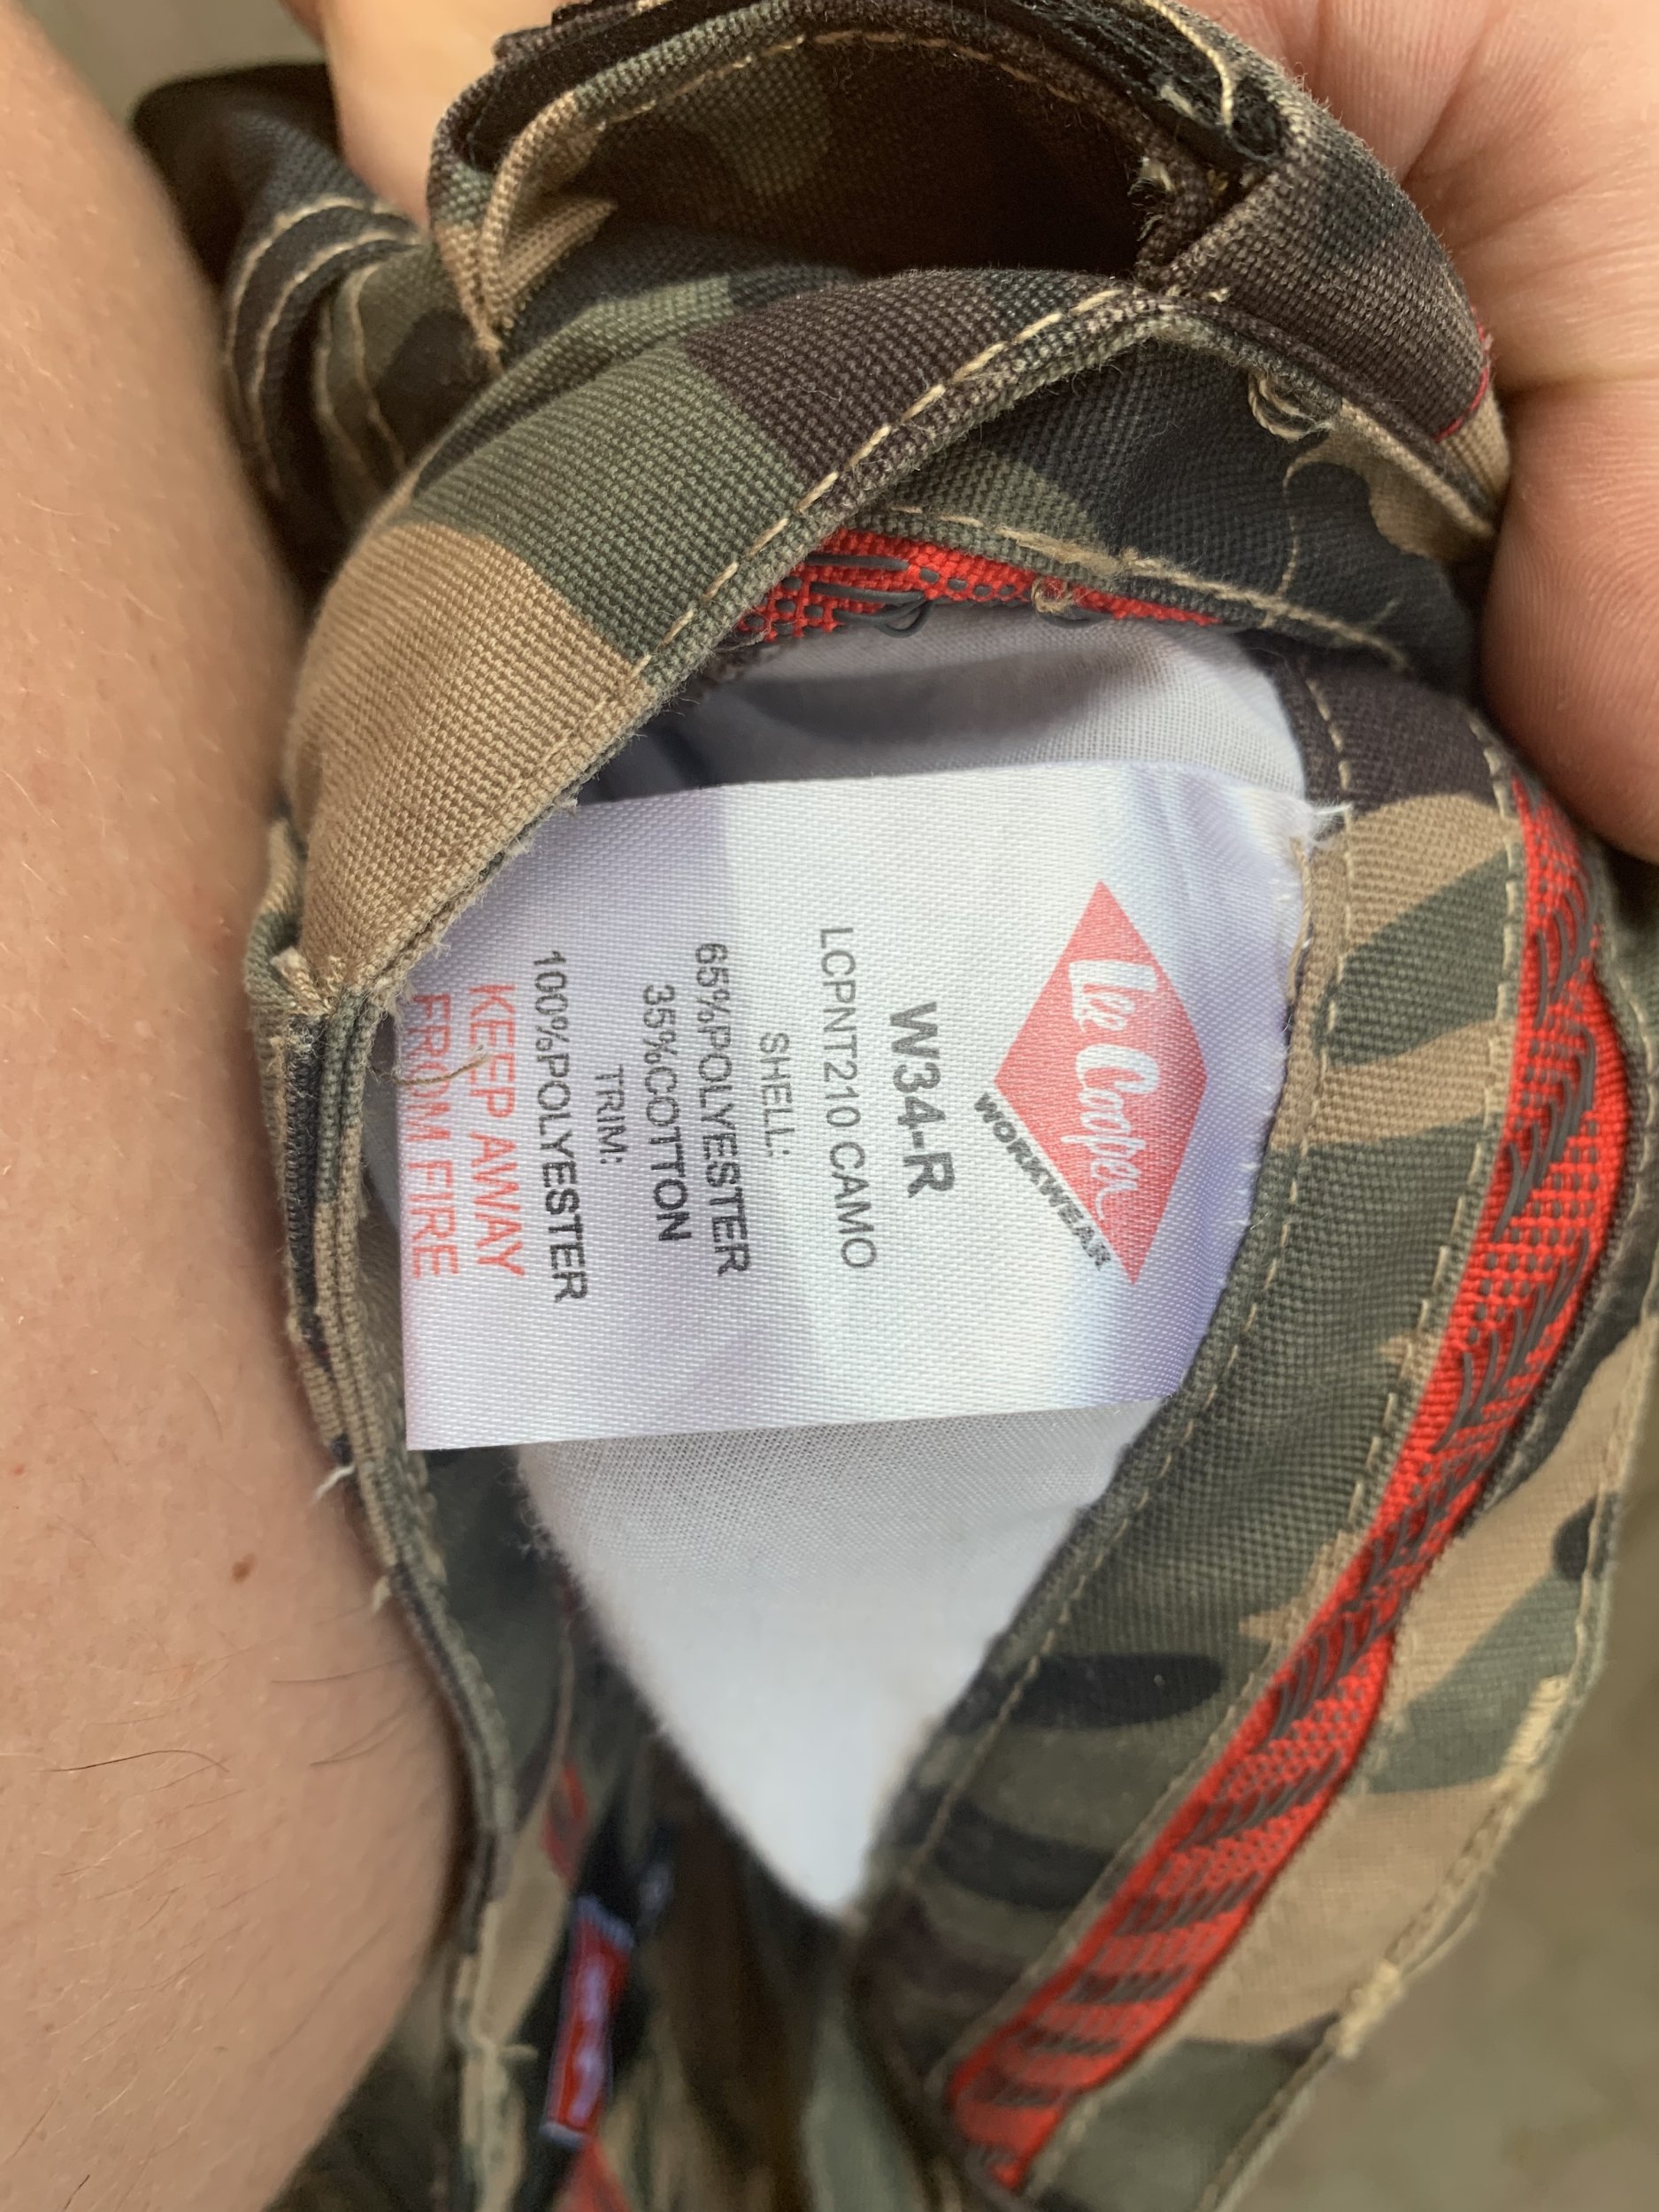 Lee Cooper
WORKWEAR
W34-R
LCPNT210 CAMO
SHELL:
65%POLYESTER
35%COTTON
TRIM:
100%POLYESTER
KEEP AWAY
FROM FIRE